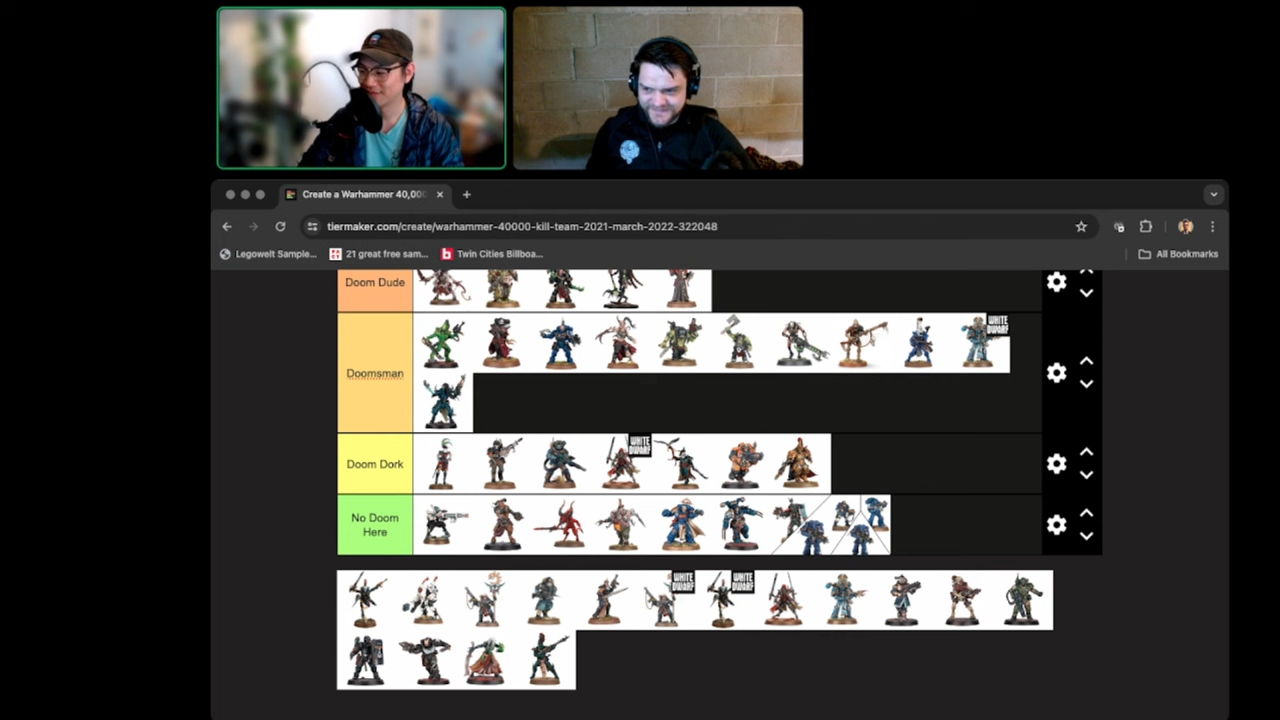 Create a Warhammer 40,00
tiermaker.com/create/warhammer-40000-kill-team-2021-march-2022-322048
Legowelt Sample...
21 great free sam...
b
Twin Cities Billboa...
All Bookmarks
Doom Dude
WHITE
DWARF
Doomsman
WHITE
DWARF
Doom Dork
No Doom
Here
WHITE
DWARF
WHITE
DWARF